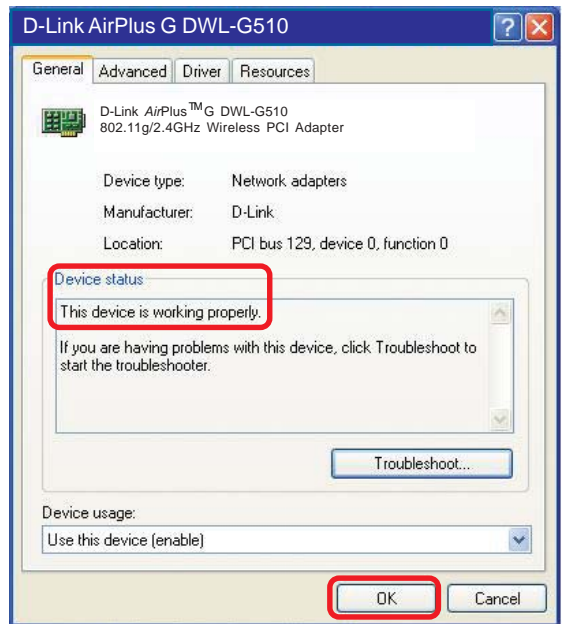 D-Link AirPlus G DWL-G510
General Advanced Driver Resources
D-Link AirPlus™G DWL-G510
802.11g/2.4GHz Wireless PCI Adapter
Device type: Network adapters
Manufacturer: D-Link
Location: PCI bus 129, device 0, function 0
Device status
This device is working properly.
If you are having problems with this device, click Troubleshoot to
start the troubleshooter.
Troubleshoot...
Device usage:
Use this device (enable)
OK Cancel